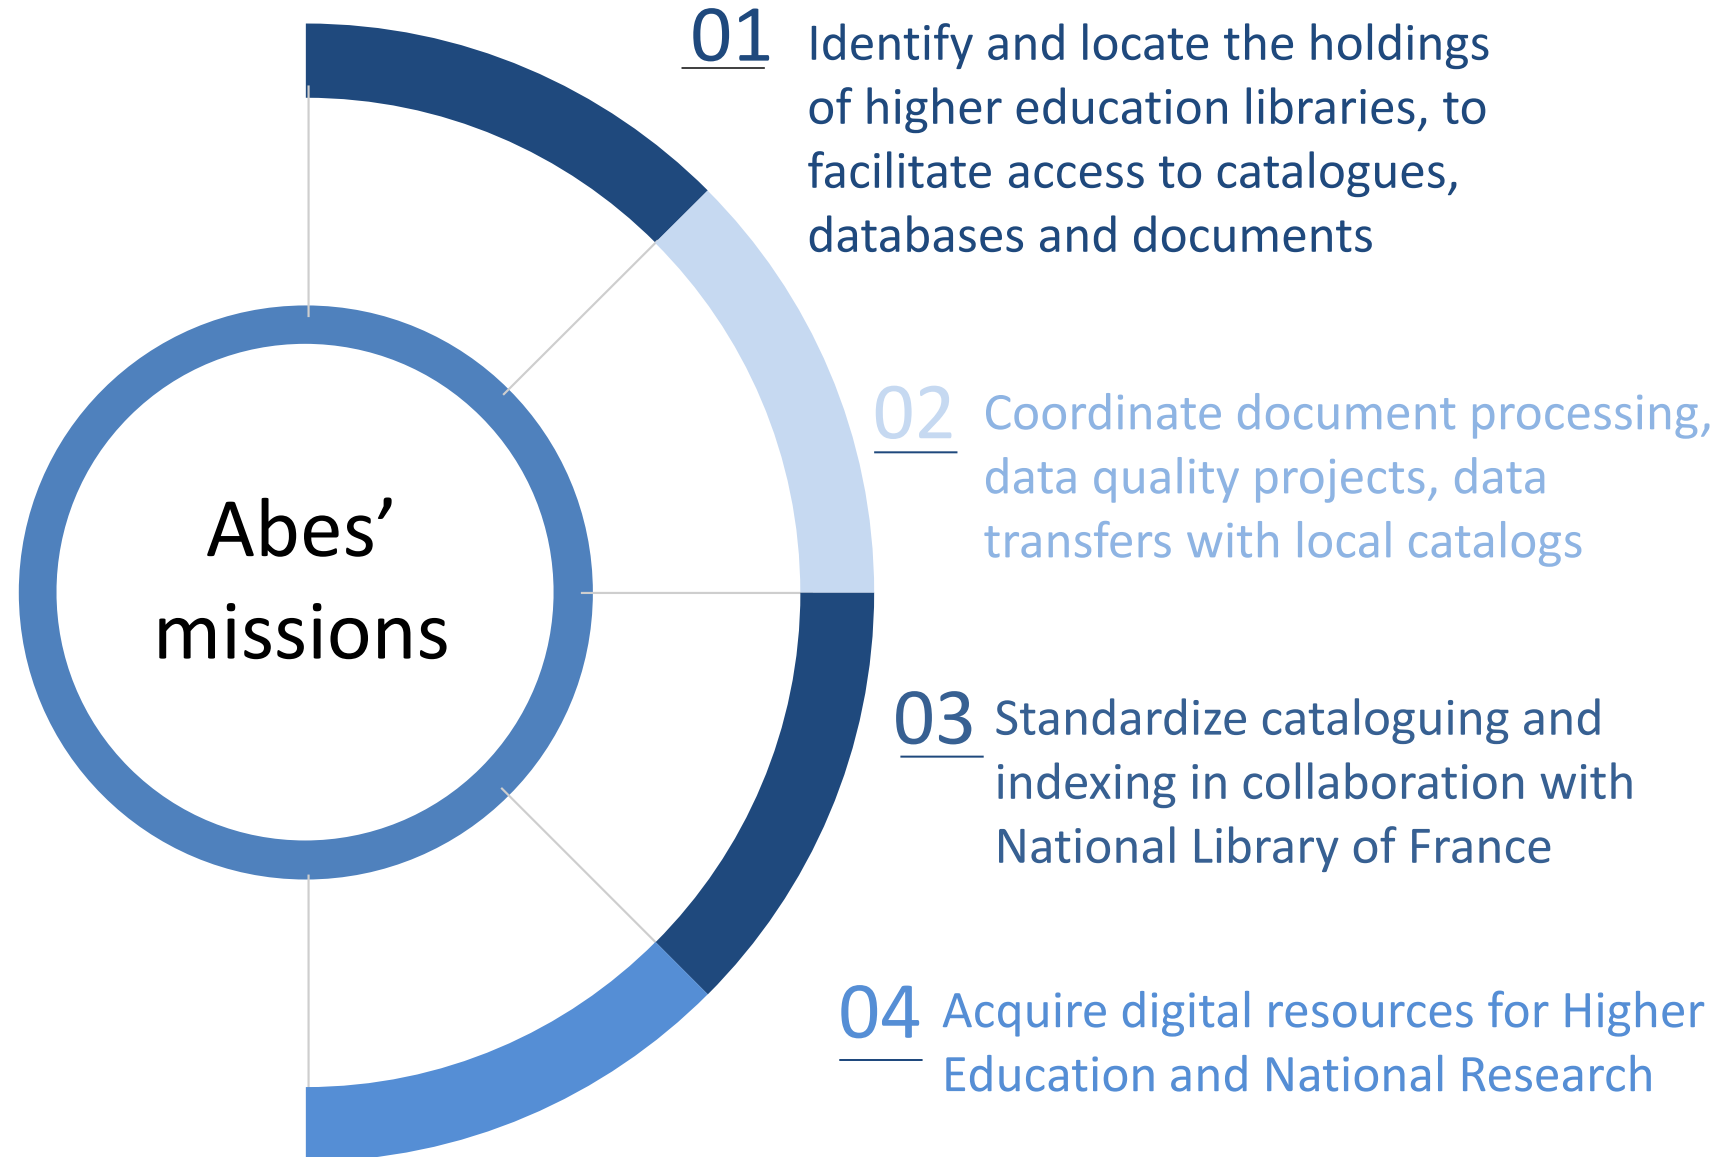 Abes’
missions
01
Identify and locate the holdings
of higher education libraries, to
facilitate access to catalogues,
databases and documents
02
Coordinate document processing,
data quality projects, data
transfers with local catalogs
03
Standardize cataloguing and
indexing in collaboration with
National Library of France
04
Acquire digital resources for Higher
Education and National Research